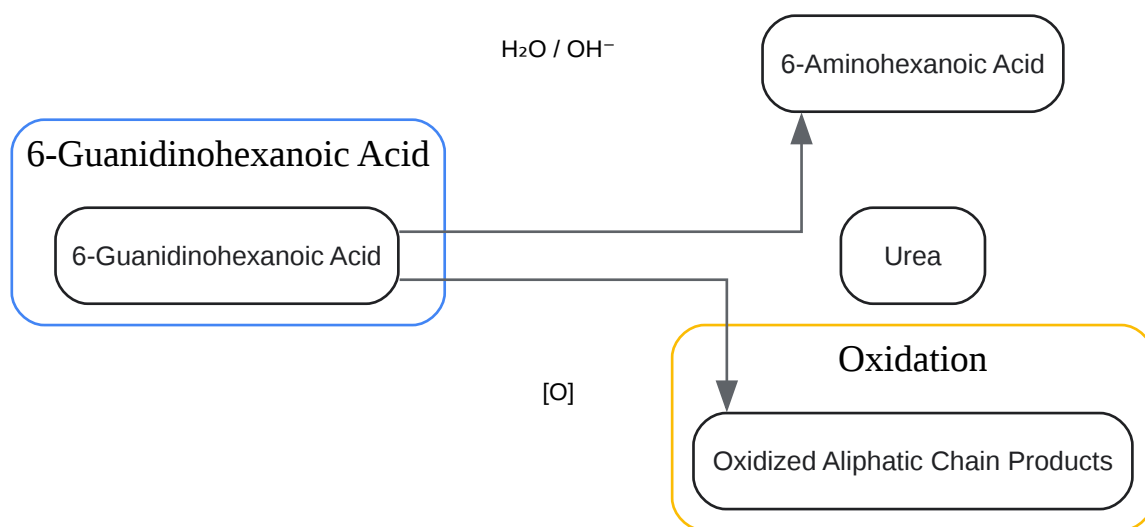 H₂O / OH⁻
6-Aminohexanoic Acid
6-Guanidinohexanoic Acid
6-Guanidinohexanoic Acid
Urea
Oxidation
[O]
Oxidized Aliphatic Chain Products